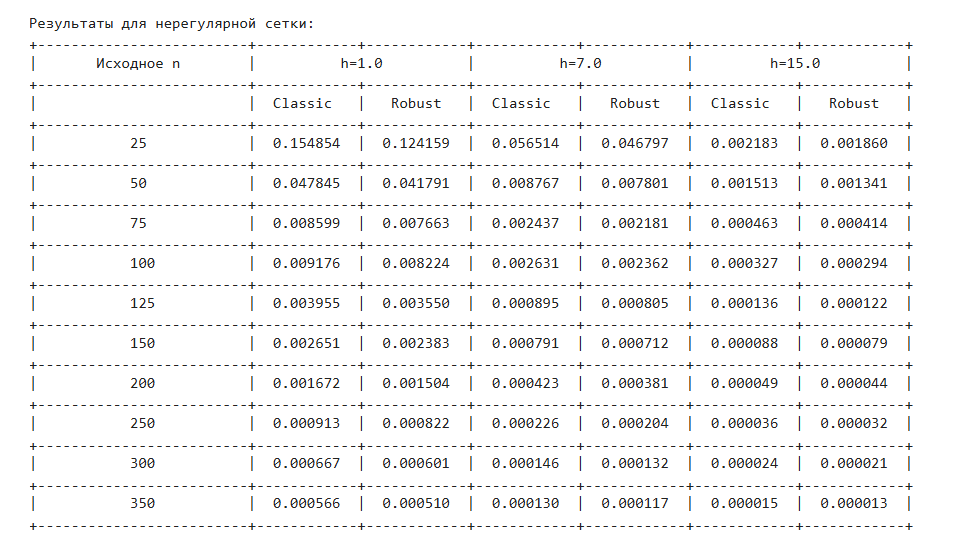 Результаты для нерегулярной сетки:
Исходное n h=1.0 h=7.0 h=15.0
Classic Robust Classic Robust Classic Robust
25 0.154854 0.124159 0.056514 0.046797 0.002183 0.001860
50 0.047845 0.041791 0.008767 0.007801 0.001513 0.001341
75 0.008599 0.007663 0.002437 0.002181 0.000463 0.000414
100 0.009176 0.008224 0.002631 0.002362 0.000327 0.000294
125 0.003955 0.003550 0.000895 0.000805 0.000136 0.000122
150 0.002651 0.002383 0.000791 0.000712 0.000088 0.000079
200 0.001672 0.001504 0.000423 0.000381 0.000049 0.000044
250 0.000913 0.000822 0.000226 0.000204 0.000036 0.000032
300 0.000667 0.000601 0.000146 0.000132 0.000024 0.000021
350 0.000566 0.000510 0.000130 0.000117 0.000015 0.000013